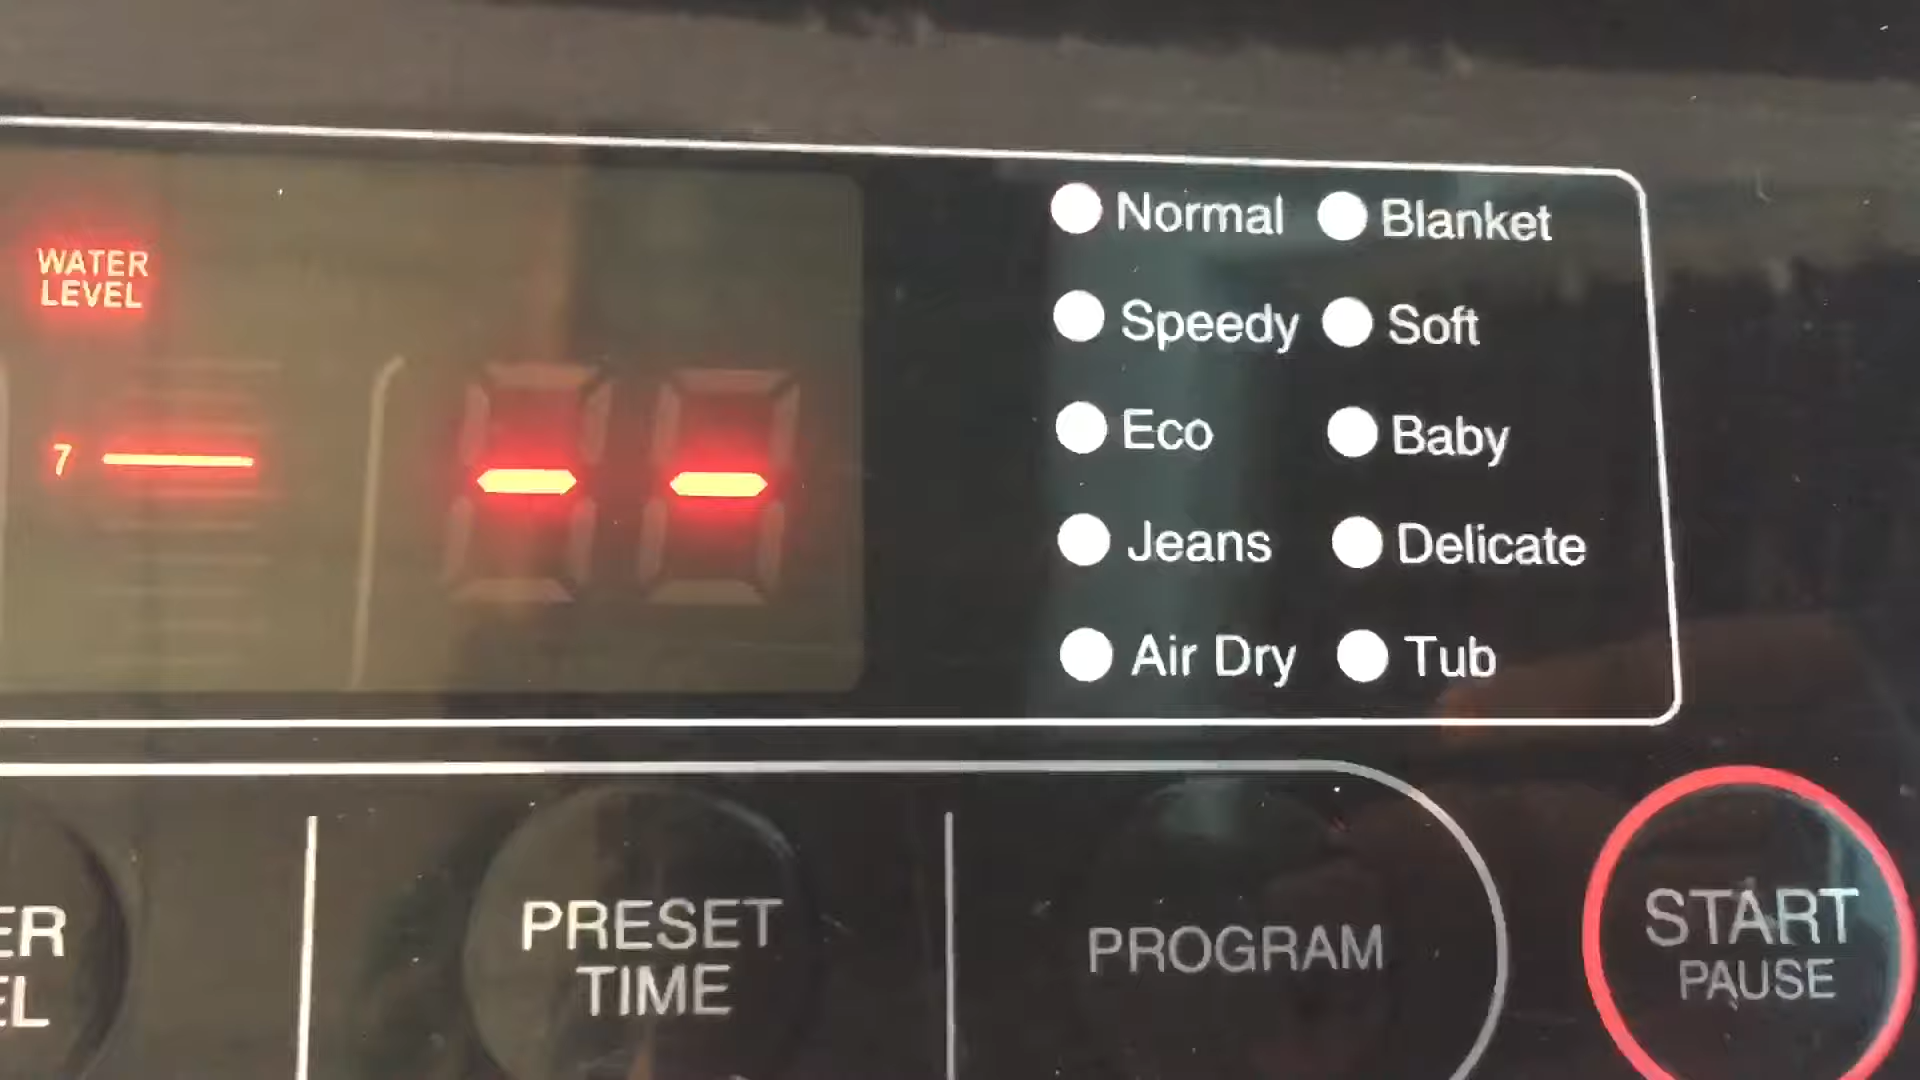 WATER
LEVEL
7
--
Normal
Blanket
Speedy
Soft
Eco
Baby
Jeans
Delicate
Air Dry
Tub
ER
EL
PRESET
TIME
PROGRAM
START
PAUSE